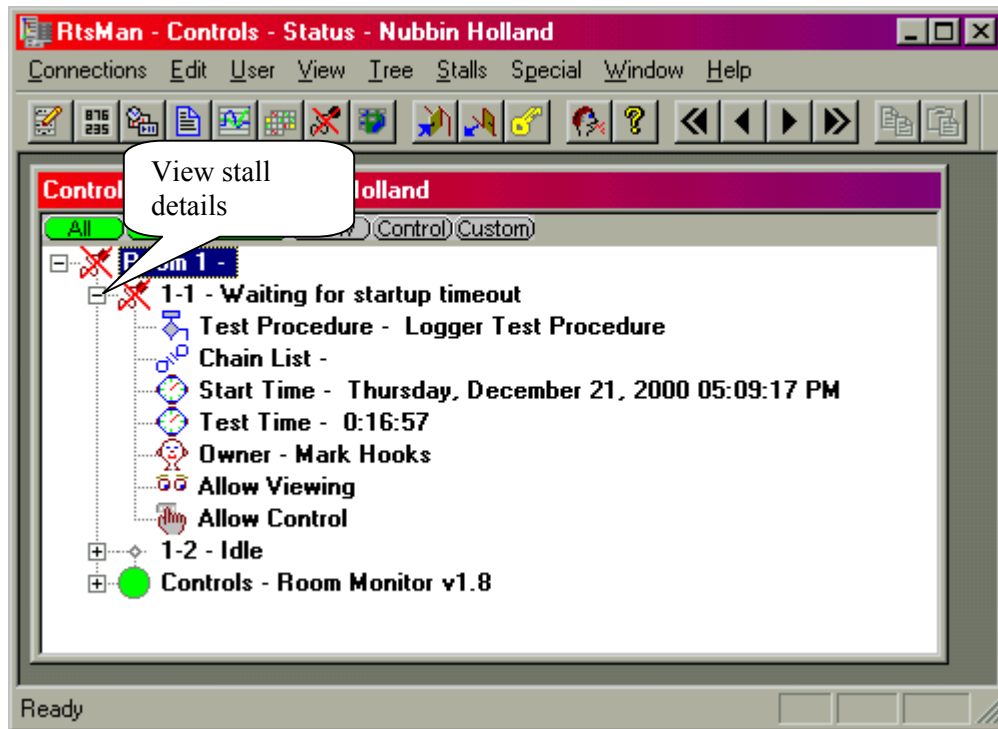 RtsMan - Controls - Status - Nubbin Holland
Connections Edit User View Tree Stalls Special Window Help
876
235
View stall
details
Control olland
All Control Custom
Room 1 -
1-1 - Waiting for startup timeout
Test Procedure - Logger Test Procedure
Chain List -
Start Time - Thursday, December 21, 2000 05:09:17 PM
Test Time - 0:16:57
Owner - Mark Hooks
Allow Viewing
Allow Control
1-2 - Idle
Controls - Room Monitor v1.8
Ready